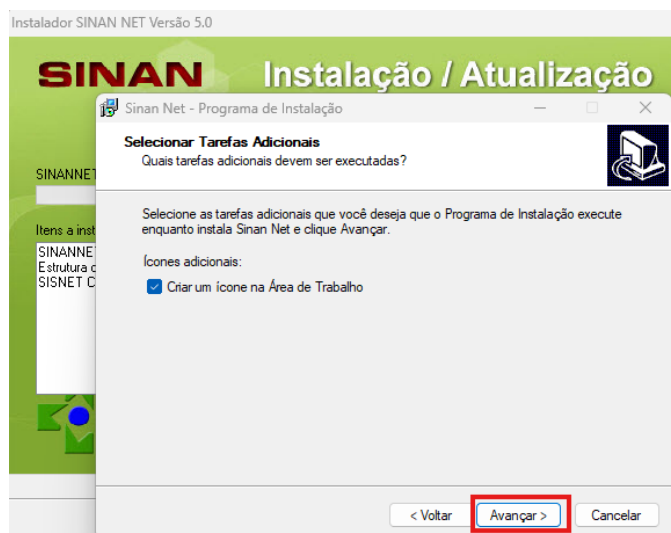 Instalador SINAN NET Versão 5.0
SINAN Instalação / Atualização
Sinan Net - Programa de Instalação
Selecionar Tarefas Adicionais
Quais tarefas adicionais devem ser executadas?
SINANNET
Selecione as tarefas adicionais que você deseja que o Programa de Instalação execute
enquanto instala Sinan Net e clique Avançar.
Itens a inst
SINANNE
Estrutura d
SISNET C
Ícones adicionais:
Criar um ícone na Área de Trabalho
< Voltar Avançar > Cancelar